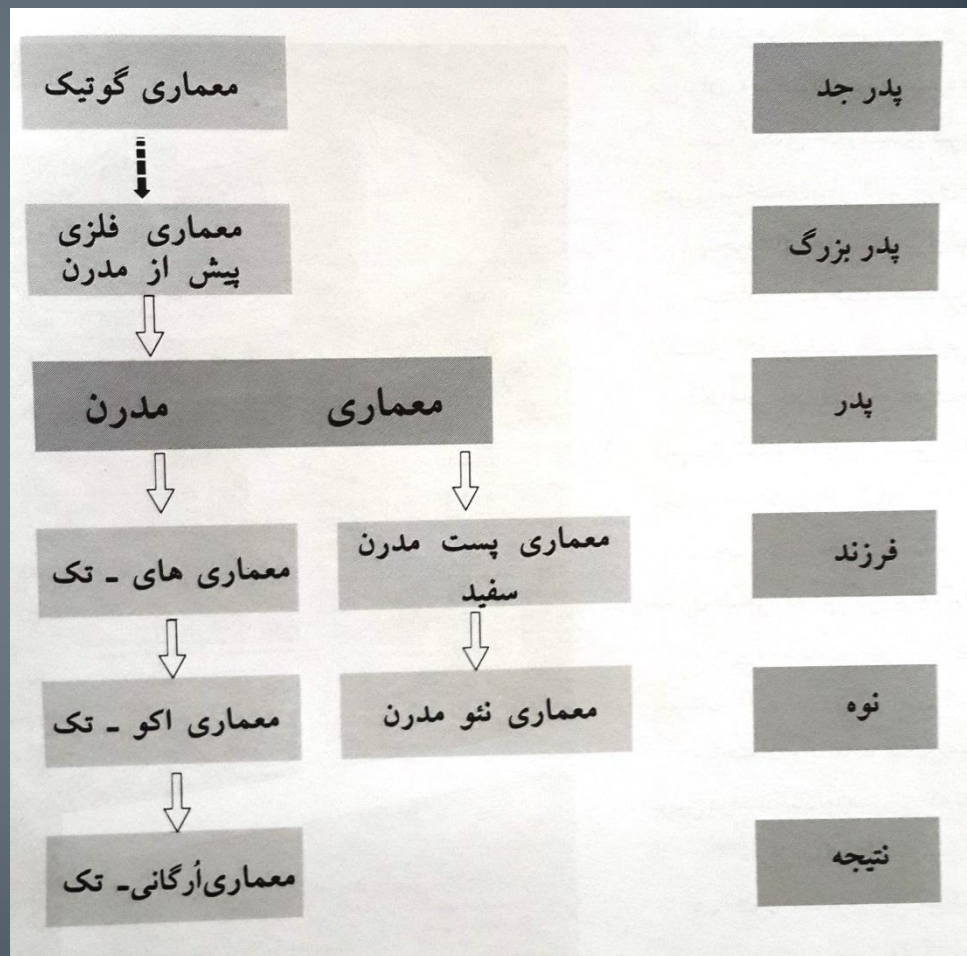 پدر جد
معماری گوتیک
پدر بزرگ
معماری فلزی
پیش از مدرن
پدر
معماری مدرن
فرزند
معماری پست مدرن
سفید
معماری های ـ تک
نوه
معماری نئو مدرن
معماری اکو ـ تک
نتیجه
معماری اُرگانی ـ تک